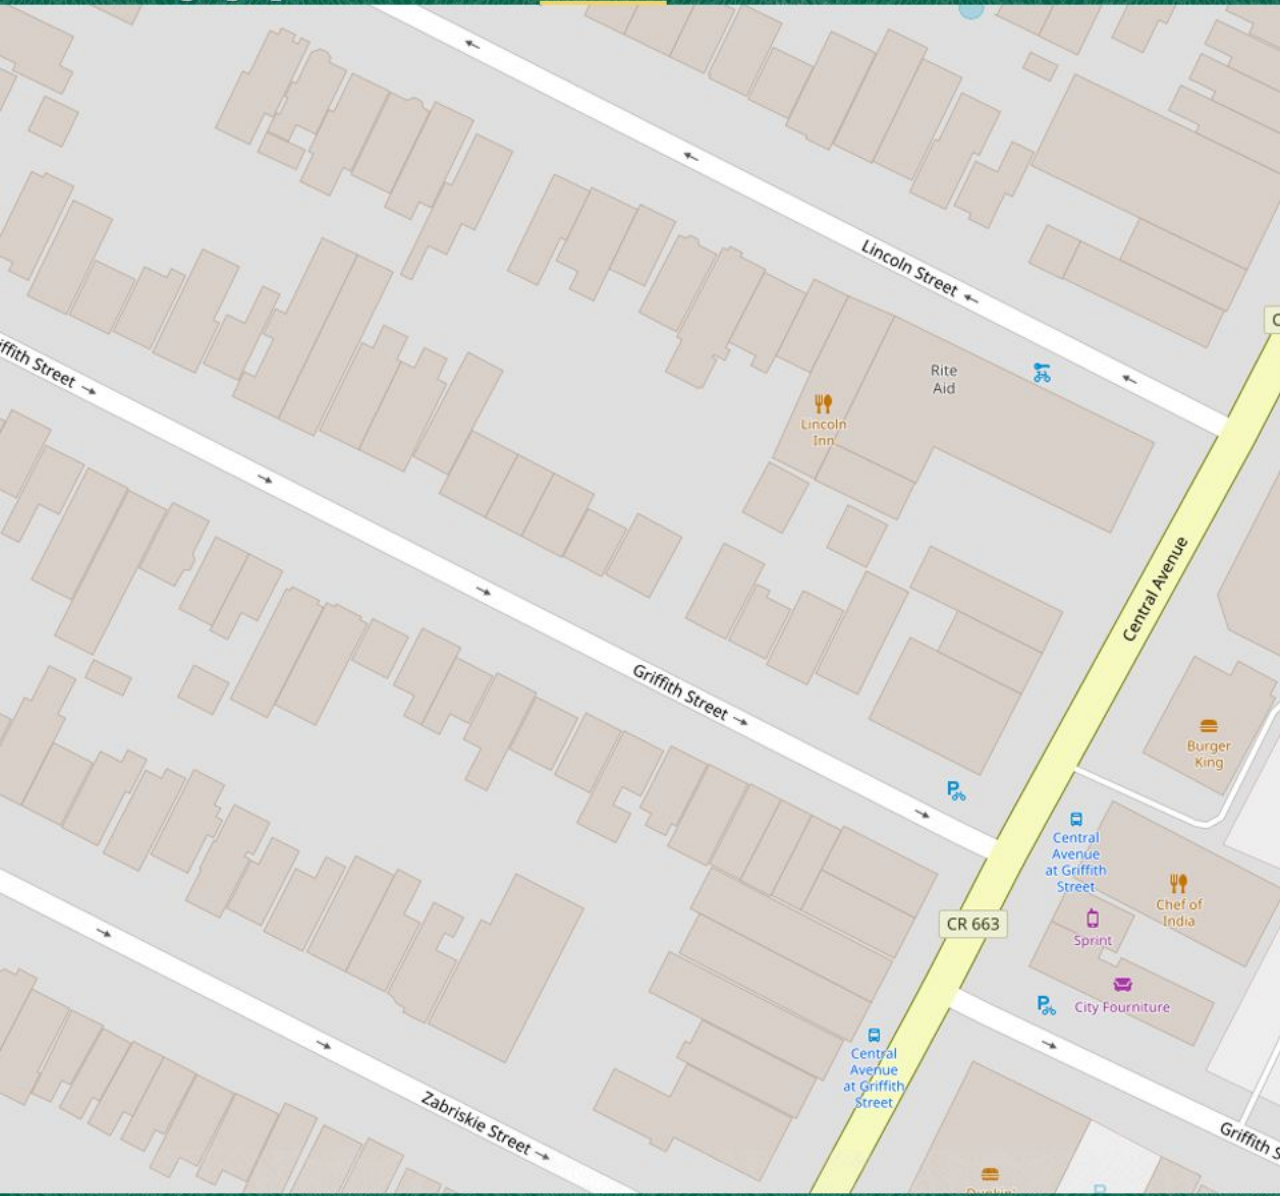 Lincoln Street
C
Rite
Aid
Lincoln
Inn
ffith Street
Central Avenue
Griffith Street
Burger
King
Central
Avenue
at Griffith
Street
Chef of
India
CR 663
Sprint
City Fourniture
Central
Avenue
at Griffith
Street
Zabriskie Street
Griffith S
Dunkin'